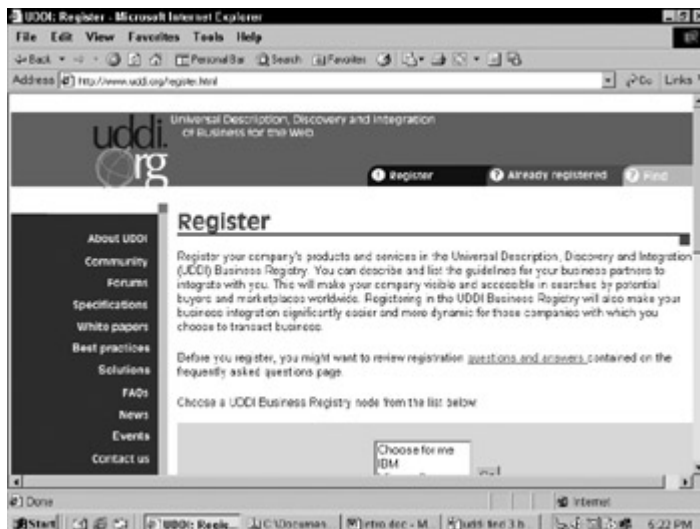 UDDI: Register - Microsoft Internet Explorer
File Edit View Favorites Tools Help
Back Personal Bar Search Favorites
Address http://www.uddi.org/register.html Go Links
uddi.org
Universal Description, Discovery and Integration
of Business for the Web
Register Already registered Find
Register
About UDDI
Community
Forums
Specifications
White papers
Best practices
Solutions
FAQs
News
Events
Contact us
Register your company's products and services in the Universal Description, Discovery and Integration
(UDDI) Business Registry. You can describe and list the guidelines for your business partners to
integrate with you. This will make your company visible and accessible in searches by potential
buyers and marketplaces worldwide. Registering in the UDDI Business Registry will also make your
business integration significantly easier and more dynamic for those companies with which you
choose to transact business.
Before you register, you might want to review registration questions and answers contained on the
frequently asked questions page.
Choose a UDDI Business Registry node from the list below
Choose for me
IBM
Done Internet
Start UDDI: Regis... 6:22 PM